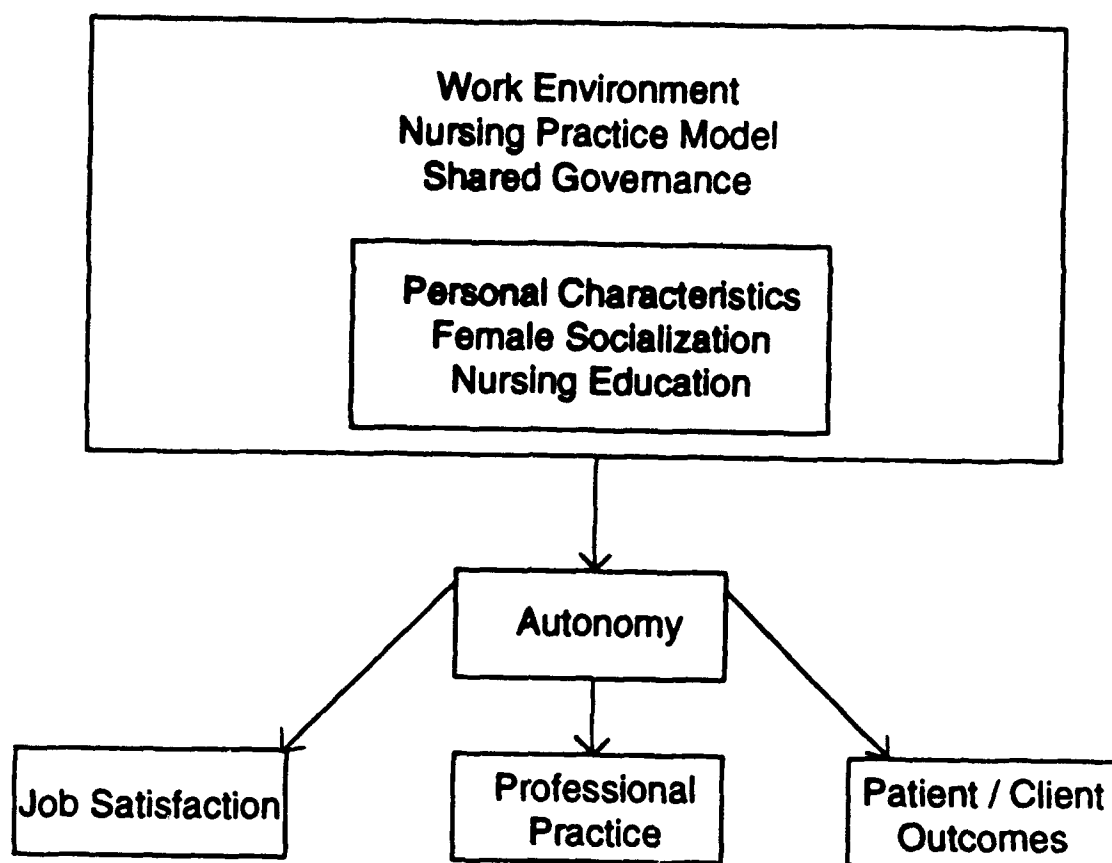 Work Environment
Nursing Practice Model
Shared Governance
Personal Characteristics
Female Socialization
Nursing Education
Autonomy
Job Satisfaction
Professional
Practice
Patient / Client
Outcomes